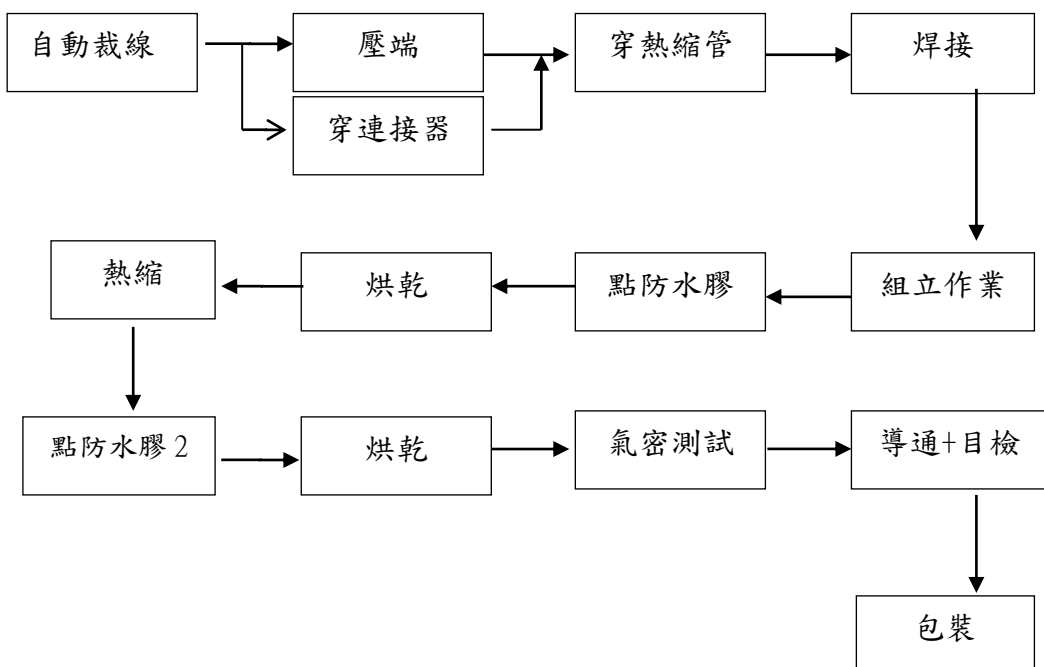 自動裁線
壓端
穿連接器
穿熱縮管
焊接
組立作業
點防水膠
烘乾
熱縮
點防水膠2
烘乾
氣密測試
導通+目檢
包裝